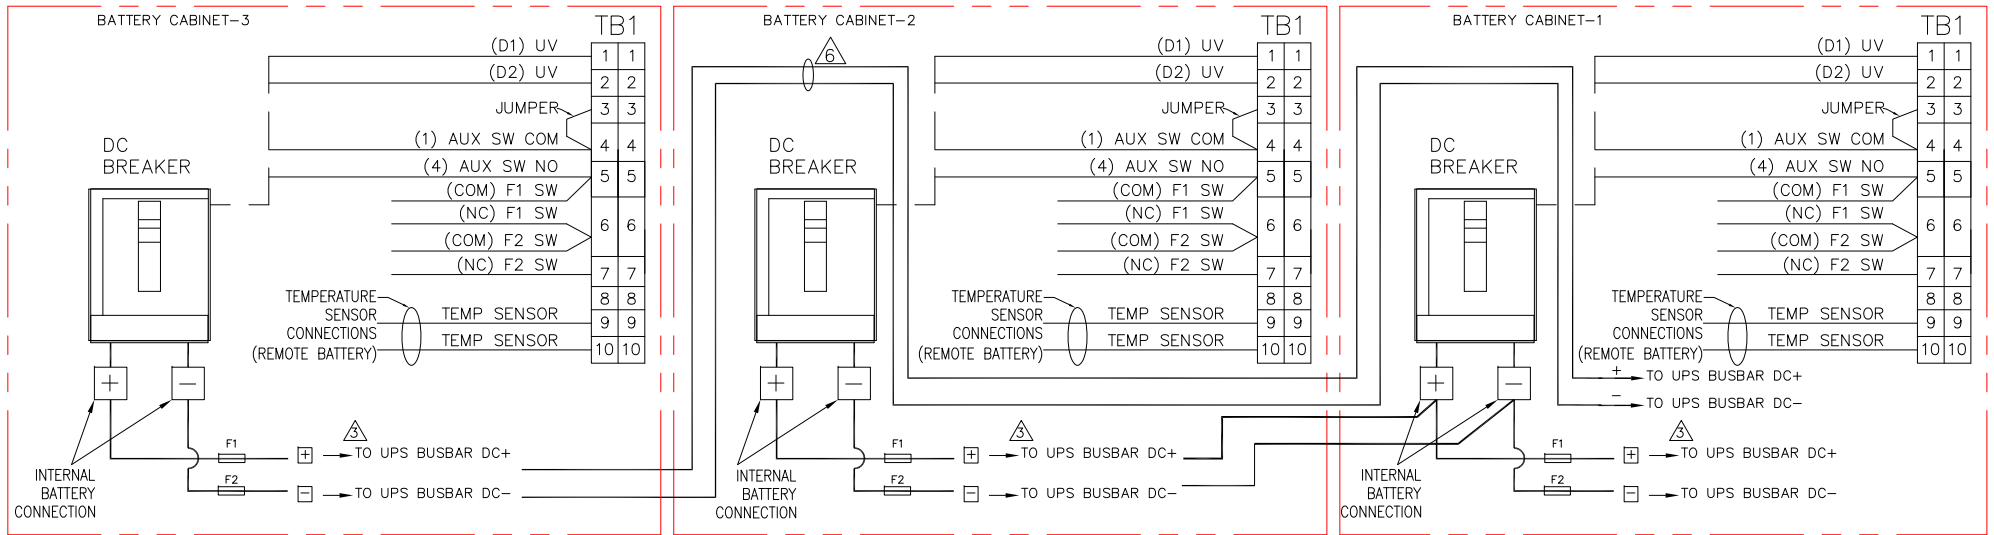 BATTERY CABINET-3
TB1
(D1) UV
1 1
(D2) UV
2 2
JUMPER
3 3
(1) AUX SW COM
4 4
DC
BREAKER
(4) AUX SW NO
5 5
(COM) F1 SW
(NC) F1 SW
6 6
(COM) F2 SW
(NC) F2 SW
7 7
8 8
TEMPERATURE
SENSOR
CONNECTIONS
(REMOTE BATTERY)
TEMP SENSOR
9 9
TEMP SENSOR
10 10
+
−
3
F1
+
TO UPS BUSBAR DC+
F2
−
TO UPS BUSBAR DC−
INTERNAL
BATTERY
CONNECTION
BATTERY CABINET-2
6
TB1
(D1) UV
1 1
(D2) UV
2 2
JUMPER
3 3
(1) AUX SW COM
4 4
DC
BREAKER
(4) AUX SW NO
5 5
(COM) F1 SW
(NC) F1 SW
6 6
(COM) F2 SW
(NC) F2 SW
7 7
8 8
TEMPERATURE
SENSOR
CONNECTIONS
(REMOTE BATTERY)
TEMP SENSOR
9 9
TEMP SENSOR
10 10
+
−
3
F1
+
TO UPS BUSBAR DC+
F2
−
TO UPS BUSBAR DC−
INTERNAL
BATTERY
CONNECTION
BATTERY CABINET-1
TB1
(D1) UV
1 1
(D2) UV
2 2
JUMPER
3 3
(1) AUX SW COM
4 4
DC
BREAKER
(4) AUX SW NO
5 5
(COM) F1 SW
(NC) F1 SW
6 6
(COM) F2 SW
(NC) F2 SW
7 7
8 8
TEMPERATURE
SENSOR
CONNECTIONS
(REMOTE BATTERY)
TEMP SENSOR
9 9
TEMP SENSOR
10 10
+
−
+ TO UPS BUSBAR DC+
− TO UPS BUSBAR DC−
3
F1
+
TO UPS BUSBAR DC+
F2
−
TO UPS BUSBAR DC−
INTERNAL
BATTERY
CONNECTION